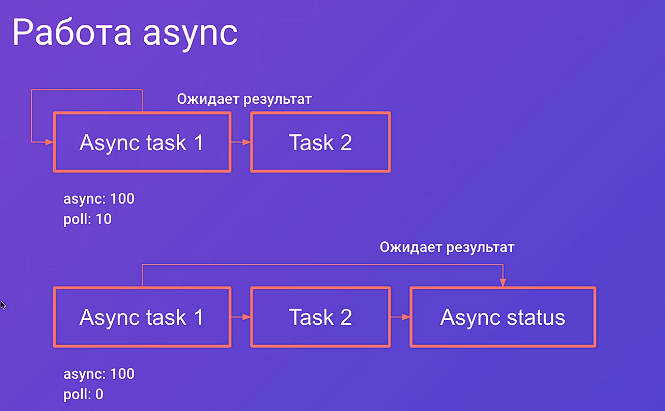 Работа async
Ожидает результат
Async task 1
Task 2
async: 100
poll: 10
Ожидает результат
Async task 1
Task 2
Async status
async: 100
poll: 0